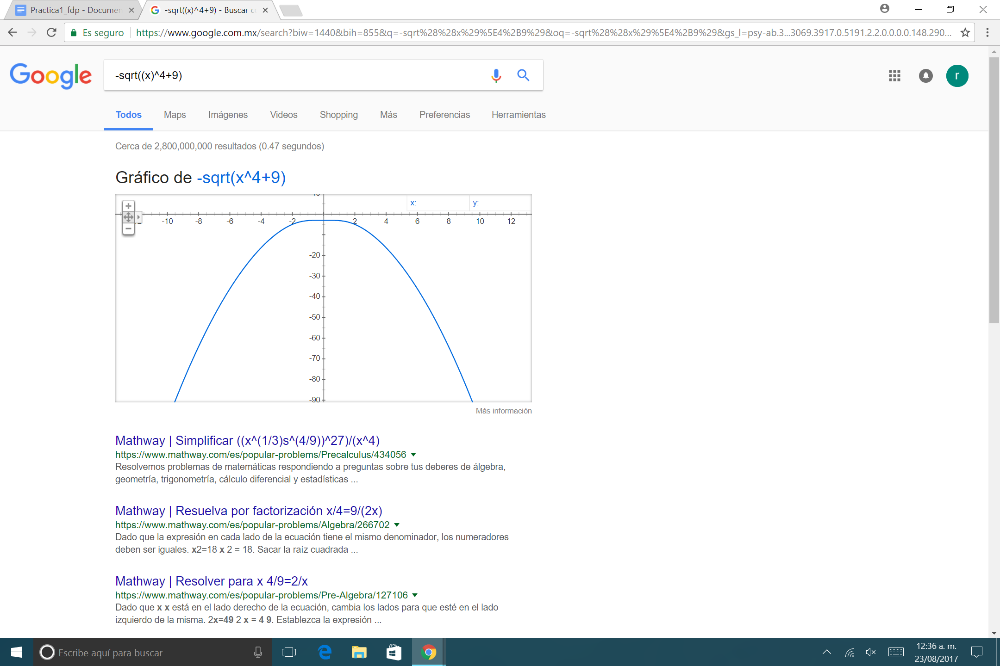 Practica1_fdp - Documen
-sqrt((x)^4+9) - Buscar c
Es seguro
https://www.google.com.mx/search?biw=1440&bih=855&q=-sqrt%28%28x%29%5E4%2B9%29&oq=-sqrt%28%28x%29%5E4%2B9%29&gs_l=psy-ab.3...3069.3917.0.5191.2.2.0.0.0.0.148.290...
Google
-sqrt((x)^4+9)
r
Todos Maps Imágenes Videos Shopping Más Preferencias Herramientas
Cerca de 2,800,000,000 resultados (0.47 segundos)
Gráfico de -sqrt(x^4+9)
x: y:
-10 -8 -6 -4 -2 2 4 6 8 10 12
-20
-30
-40
-50
-60
-70
-80
-90
Más información
Mathway | Simplificar ((x^(1/3)s^(4/9))^27)/(x^4)
https://www.mathway.com/es/popular-problems/Precalculus/434056
Resolvemos problemas de matemáticas respondiendo a preguntas sobre tus deberes de álgebra,
geometría, trigonometría, cálculo diferencial y estadísticas ...
Mathway | Resuelva por factorización x/4=9/(2x)
https://www.mathway.com/es/popular-problems/Algebra/266702
Dado que la expresión en cada lado de la ecuación tiene el mismo denominador, los numeradores
deben ser iguales. x2=18 x 2 = 18. Sacar la raíz cuadrada ...
Mathway | Resolver para x 4/9=2/x
https://www.mathway.com/es/popular-problems/Pre-Algebra/127106
Dado que x x está en el lado derecho de la ecuación, cambia los lados para que esté en el lado
izquierdo de la misma. 2x=49 2 x = 4 9. Establezca la expresión ...
Escribe aquí para buscar
12:36 a. m.
23/08/2017